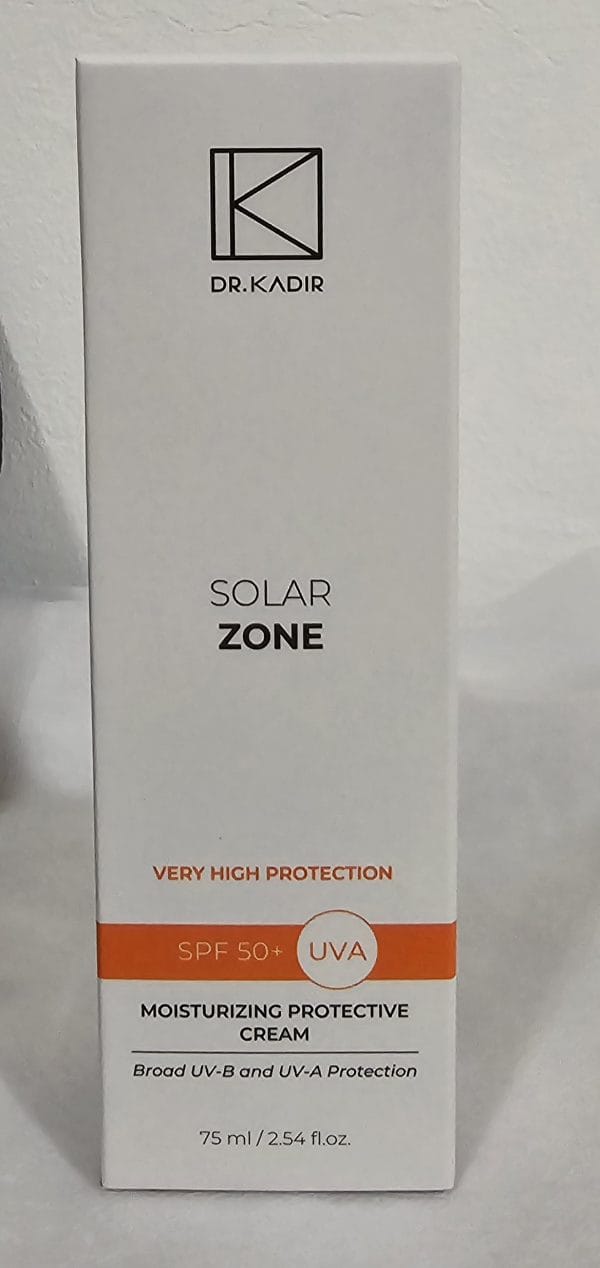 DR.KADIR
SOLAR
ZONE
VERY HIGH PROTECTION
SPF 50+ UVA
MOISTURIZING PROTECTIVE
CREAM
Broad UV-B and UV-A Protection
75 ml / 2.54 fl.oz.